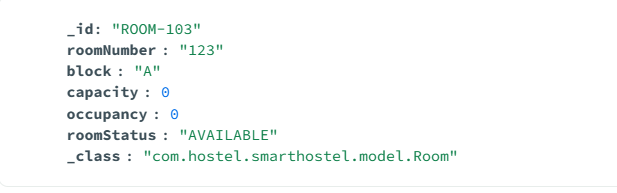 _id: "ROOM-103"
roomNumber : "123"
block : "A"
capacity : 0
occupancy : 0
roomStatus : "AVAILABLE"
_class : "com.hostel.smarthostel.model.Room"